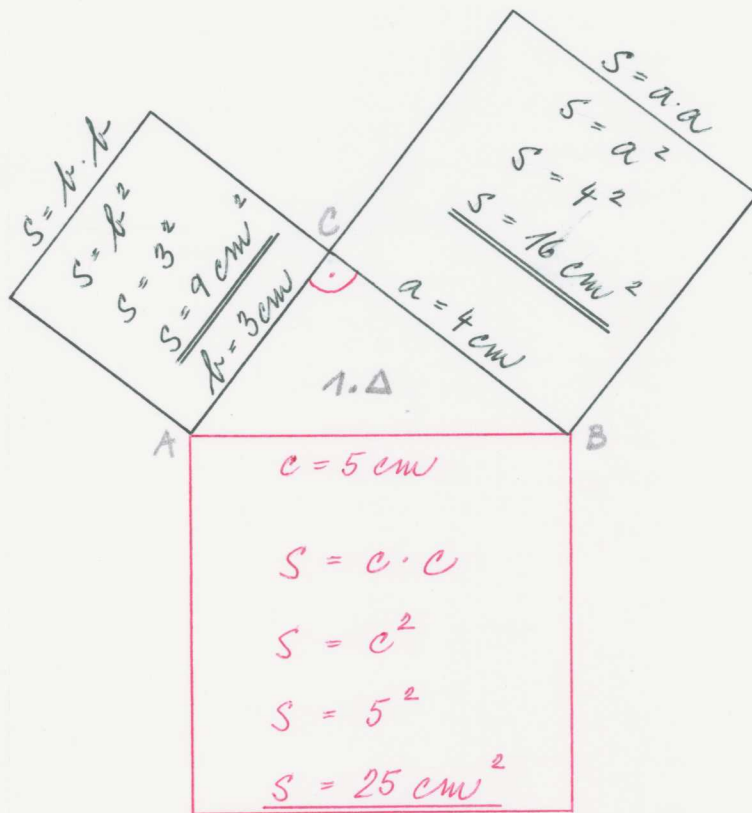 S = b · b
S = b²
S = 3²
S = 9 cm²
b = 3 cm
C
S = a · a
S = a²
S = 4²
S = 16 cm²
a = 4 cm
1. Δ
A
B
c = 5 cm
S = c · c
S = c²
S = 5²
S = 25 cm²